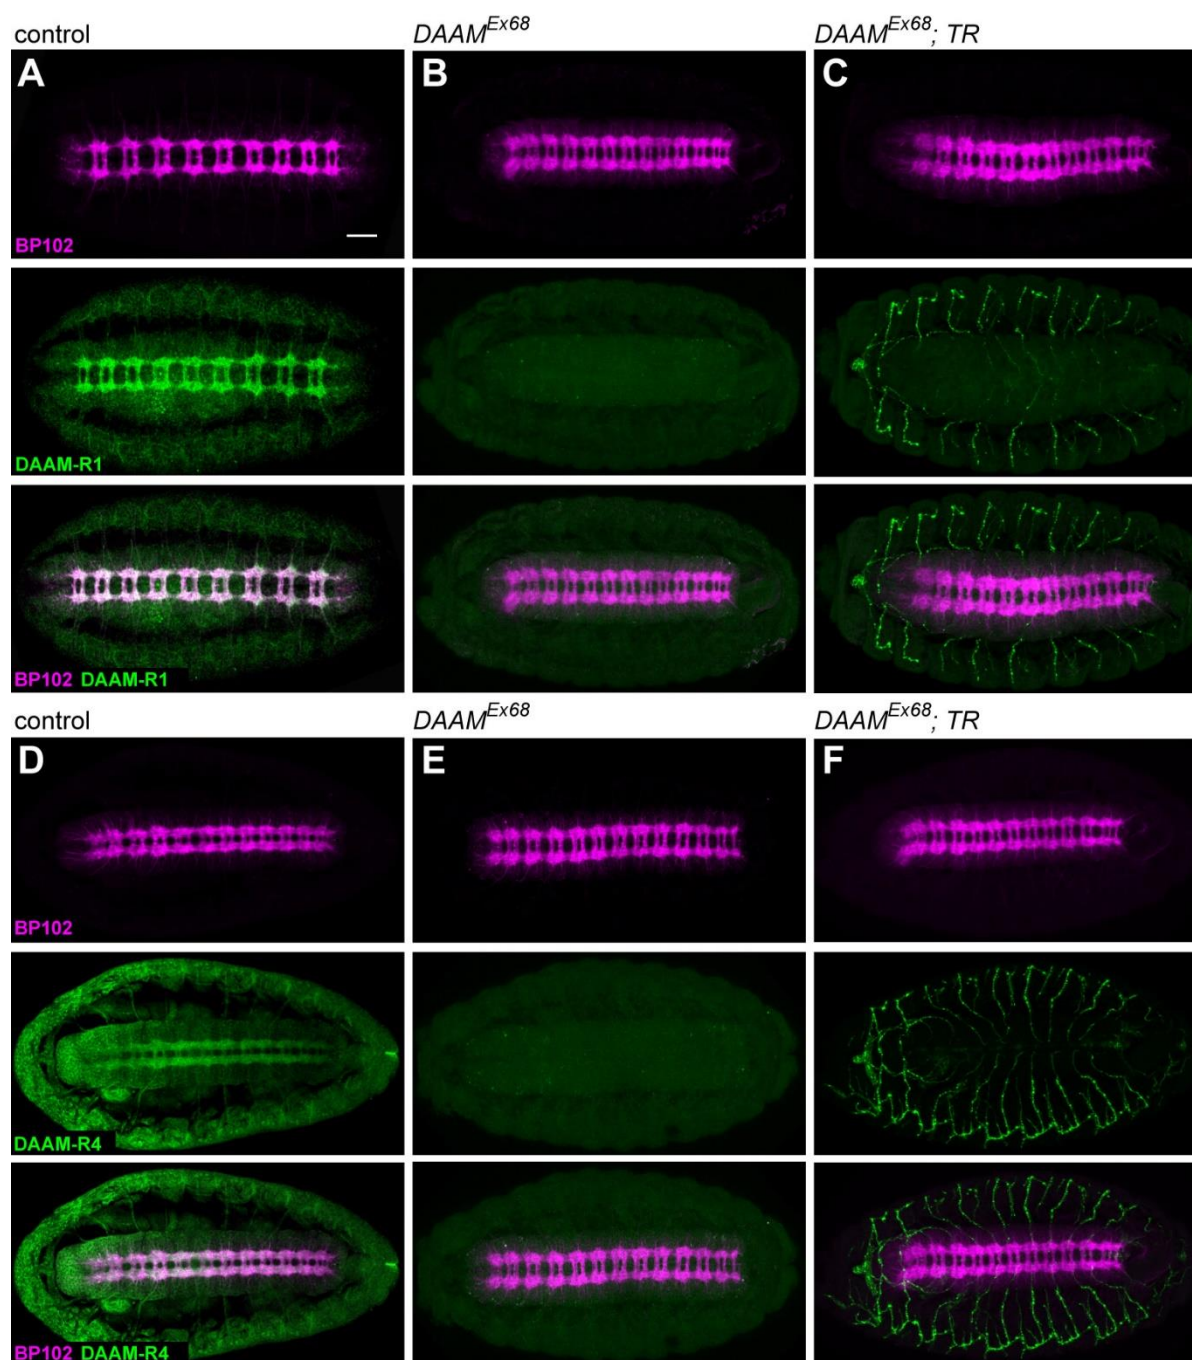 control DAAM^Ex68 DAAM^Ex68; TR
A B C
BP102
DAAM-R1
BP102 DAAM-R1
control DAAM^Ex68 DAAM^Ex68; TR
D E F
BP102
DAAM-R4
BP102 DAAM-R4